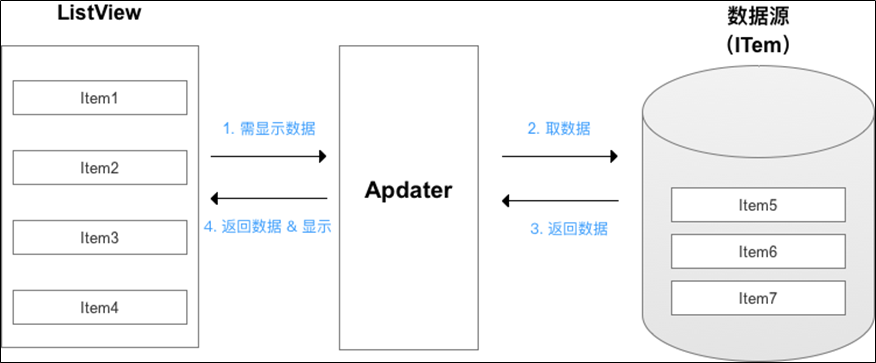 ListView
Item1
Item2
Item3
Item4
1. 需显示数据
4. 返回数据 & 显示
Apdater
2. 取数据
3. 返回数据
数据源
（ITem）
Item5
Item6
Item7